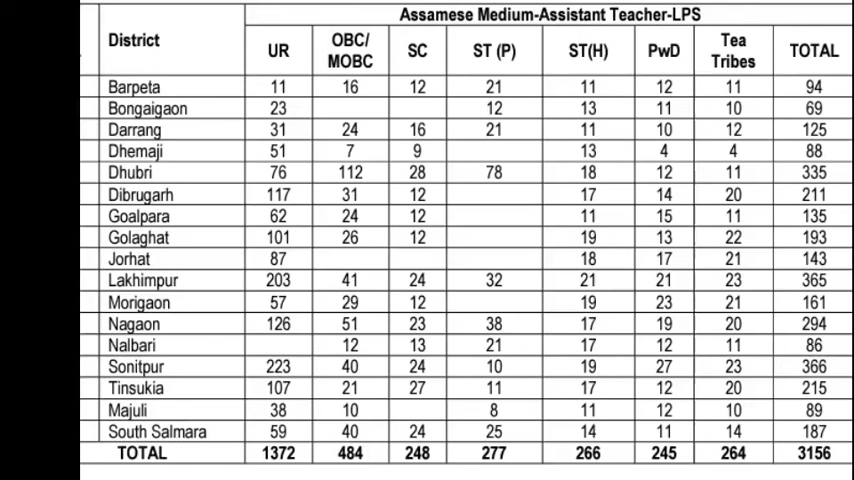 Assamese Medium-Assistant Teacher-LPS
District UR OBC/ MOBC SC ST (P) ST(H) PwD Tea Tribes TOTAL
Barpeta 11 16 12 21 11 12 11 94
Bongaigaon 23 12 13 11 10 69
Darrang 31 24 16 21 11 10 12 125
Dhemaji 51 7 9 13 4 4 88
Dhubri 76 112 28 78 18 12 11 335
Dibrugarh 117 31 12 17 14 20 211
Goalpara 62 24 12 11 15 11 135
Golaghat 101 26 12 19 13 22 193
Jorhat 87 18 17 21 143
Lakhimpur 203 41 24 32 21 21 23 365
Morigaon 57 29 12 19 23 21 161
Nagaon 126 51 23 38 17 19 20 294
Nalbari 12 13 21 17 12 11 86
Sonitpur 223 40 24 10 19 27 23 366
Tinsukia 107 21 27 11 17 12 20 215
Majuli 38 10 8 11 12 10 89
South Salmara 59 40 24 25 14 11 14 187
TOTAL 1372 484 248 277 266 245 264 3156